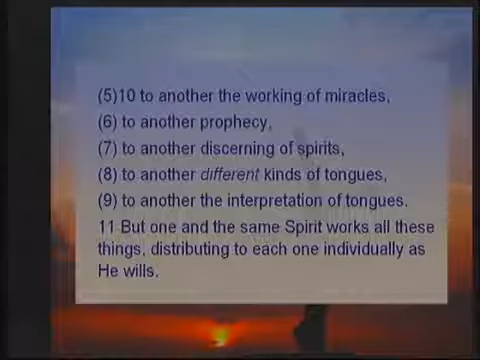 (5)10 to another the working of miracles,
(6) to another prophecy,
(7) to another discerning of spirits,
(8) to another different kinds of tongues,
(9) to another the interpretation of tongues.
11 But one and the same Spirit works all these
things, distributing to each one individually as
He wills.